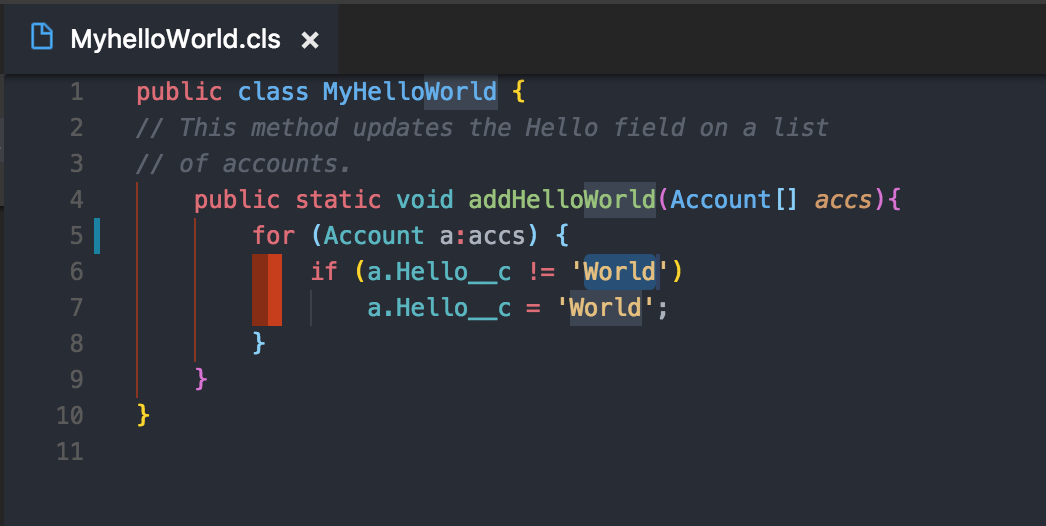 MyhelloWorld.cls ×
1 public class MyHelloWorld {
2 // This method updates the Hello field on a list
3 // of accounts.
4 public static void addHelloWorld(Account[] accs){
5 for (Account a:accs) {
6 if (a.Hello__c != 'World')
7 a.Hello__c = 'World';
8 }
9 }
10 }
11